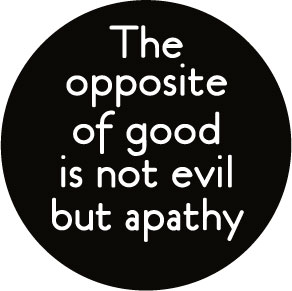 The
opposite
of good
is not evil
but apathy